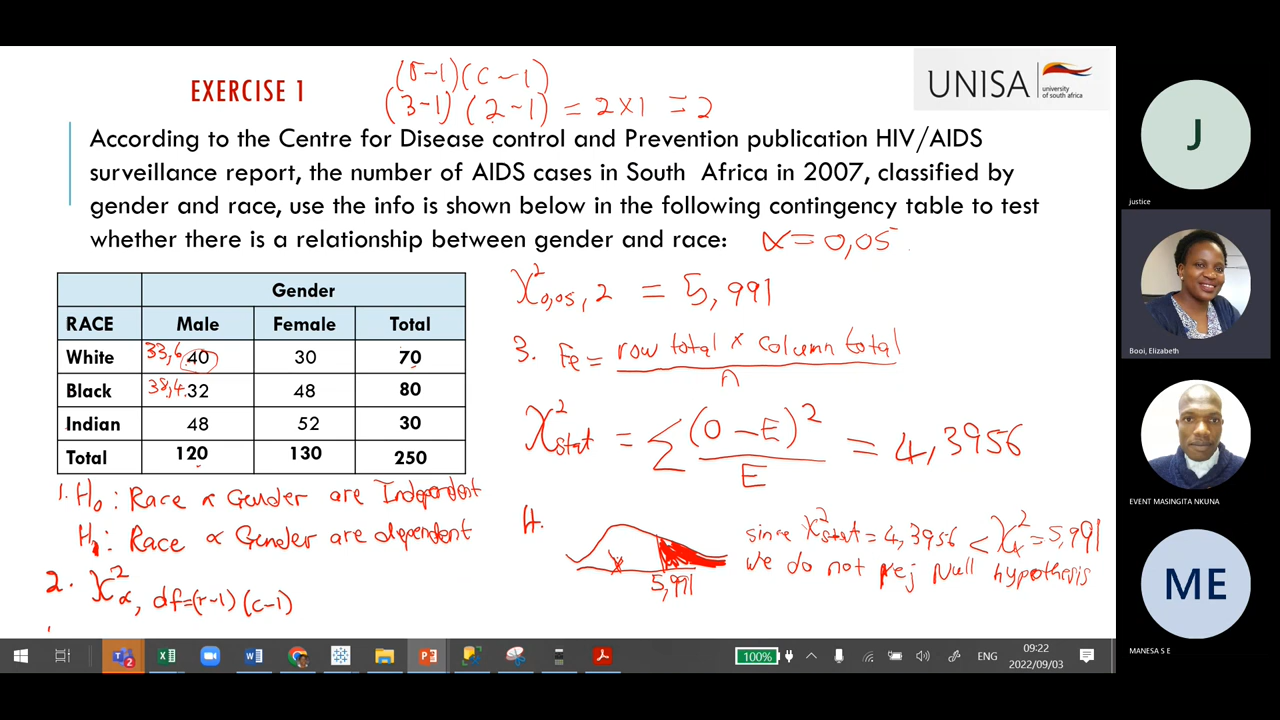 EXERCISE 1
(r-1)(c-1)
(3-1)(2-1) = 2×1 = 2
UNISA
university
of south africa
According to the Centre for Disease control and Prevention publication HIV/AIDS
surveillance report, the number of AIDS cases in South Africa in 2007, classified by
gender and race, use the info is shown below in the following contingency table to test
whether there is a relationship between gender and race: α = 0,05
Gender
RACE Male Female Total
White 33,6 40 30 70
Black 38,4 32 48 80
Indian 48 52 30
Total 120 130 250
1. H0: Race & Gender are Independent
H1: Race & Gender are dependent
2. χ²α, df=(r-1)(c-1)
χ²0,05, 2 = 5,991
3. Fe = row total × column total
n
χ²stat = Σ(O-E)² = 4,3956
E
4.
x
5,991
since χ²stat = 4,3956 < χ²α = 5,991
we do not rej Null hypothesis
J
justice
Booi, Elizabeth
EVENT MASINGITA NKUNA
ME
MANESA S E
2
100%
ENG
09:22
2022/09/03